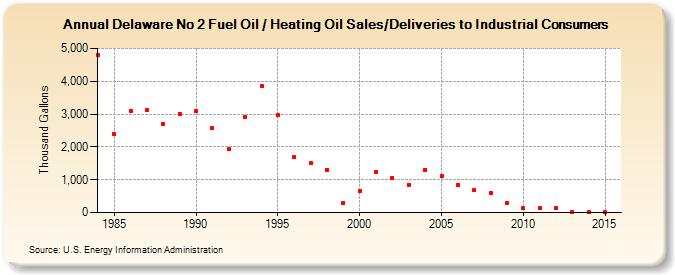 Annual Delaware No 2 Fuel Oil / Heating Oil Sales/Deliveries to Industrial Consumers
Thousand Gallons
5,000
4,000
3,000
2,000
1,000
0
1985 1990 1995 2000 2005 2010 2015
Source: U.S. Energy Information Administration